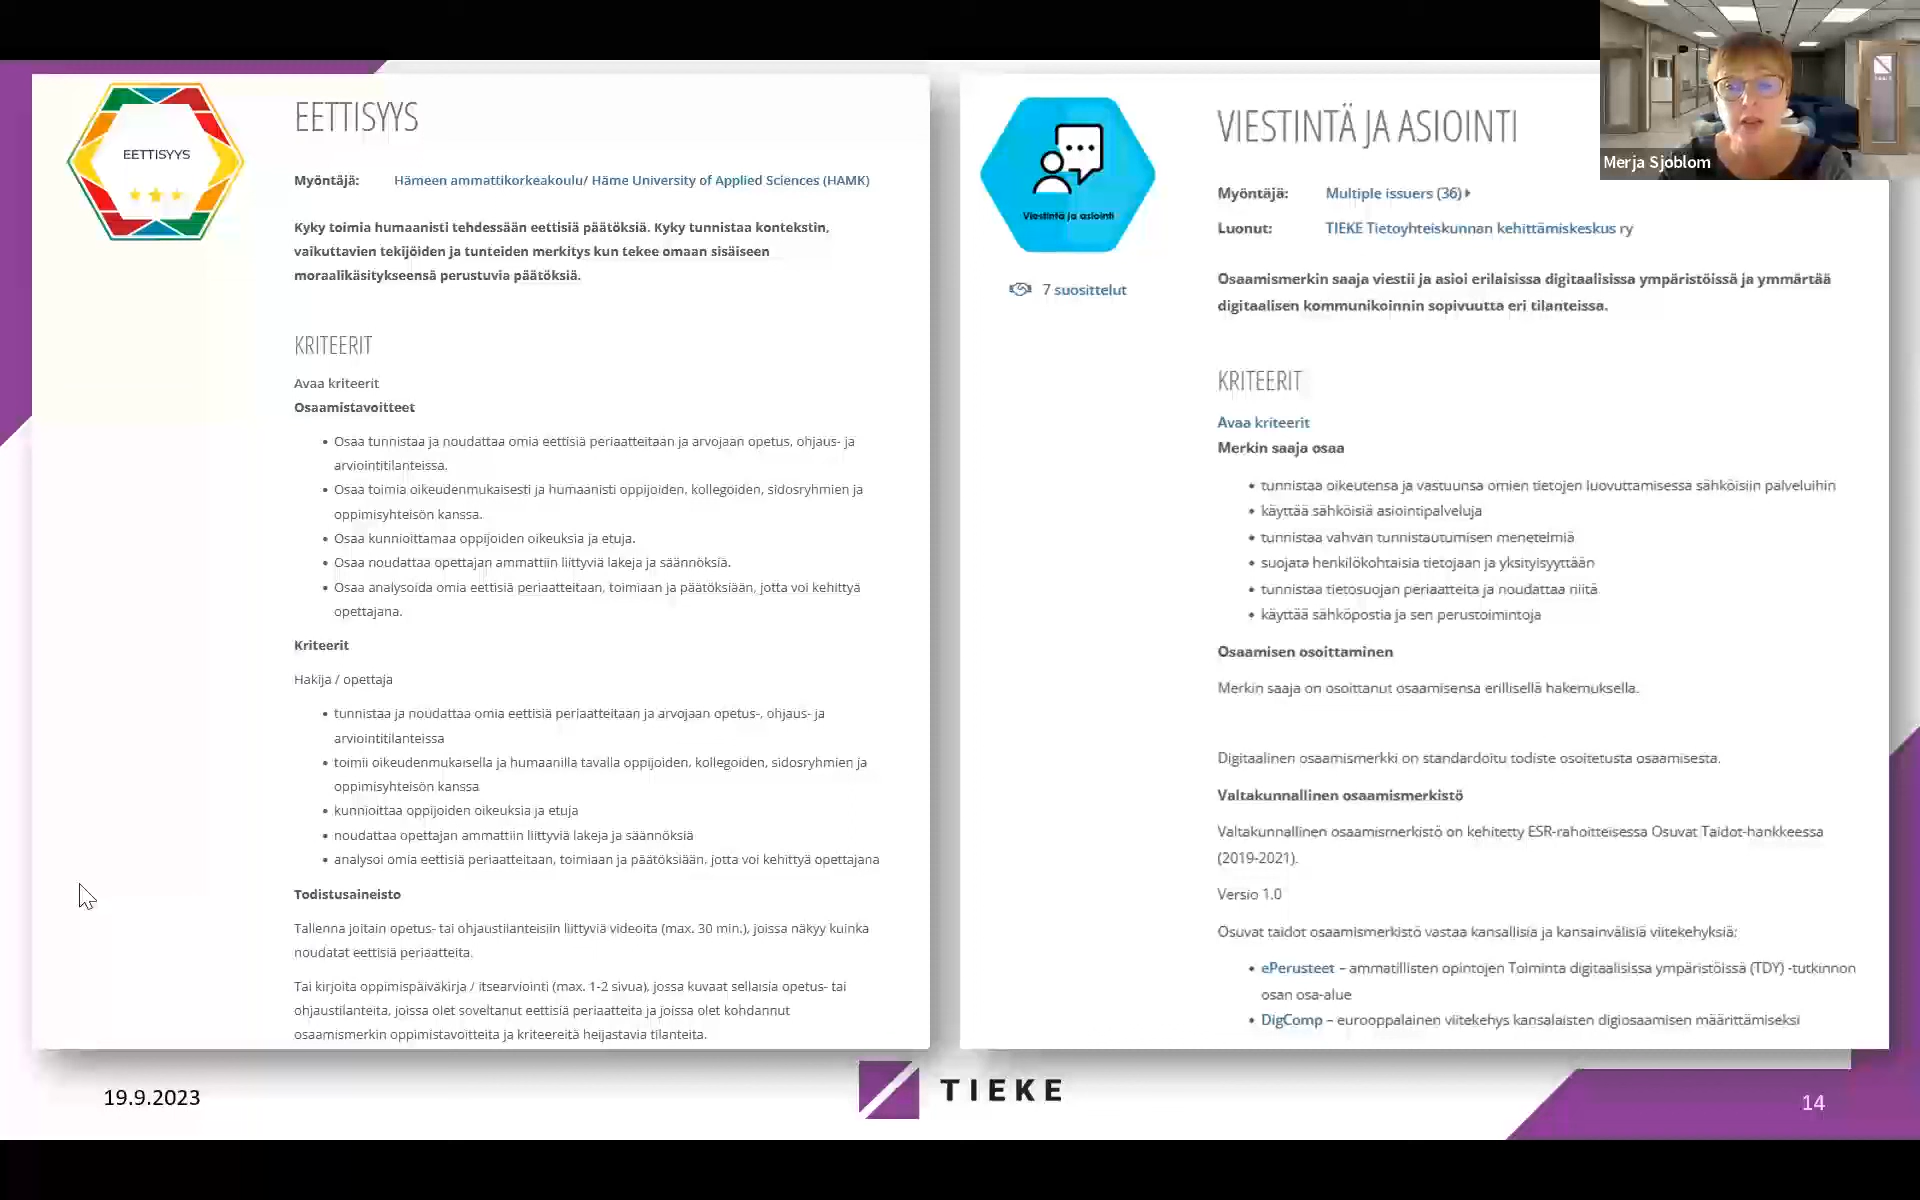 EETTISYYS
EETTISYYS
Myöntäjä: Hämeen ammattikorkeakoulu/ Häme University of Applied Sciences (HAMK)
Kyky toimia humaanisti tehdessään eettisiä päätöksiä. Kyky tunnistaa kontekstin,
vaikuttavien tekijöiden ja tunteiden merkitys kun tekee omaan sisäiseen
moraalikäsitykseensä perustuvia päätöksiä.
KRITEERIT
Avaa kriteerit
Osaamistavoitteet
• Osaa tunnistaa ja noudattaa omia eettisiä periaatteitaan ja arvojaan opetus, ohjaus- ja
arviointitilanteissa.
• Osaa toimia oikeudenmukaisesti ja humaanisti oppijoiden, kollegoiden, sidosryhmien ja
oppimisyhteisön kanssa.
• Osaa kunnioittamaa oppijoiden oikeuksia ja etuja.
• Osaa noudattaa opettajan ammattiin liittyviä lakeja ja säännöksiä.
• Osaa analysoida omia eettisiä periaatteitaan, toimiaan ja päätöksiään, jotta voi kehittyä
opettajana.
Kriteerit
Hakija / opettaja
• tunnistaa ja noudattaa omia eettisiä periaatteitaan ja arvojaan opetus-, ohjaus- ja
arviointitilanteissa
• toimii oikeudenmukaisella ja humaanilla tavalla oppijoiden, kollegoiden, sidosryhmien ja
oppimisyhteisön kanssa
• kunnioittaa oppijoiden oikeuksia ja etuja
• noudattaa opettajan ammattiin liittyviä lakeja ja säännöksiä
• analysoi omia eettisiä periaatteitaan, toimiaan ja päätöksiään, jotta voi kehittyä opettajana
Todistusaineisto
Tallenna joitain opetus- tai ohjaustilanteisiin liittyviä videoita (max. 30 min.), joissa näkyy kuinka
noudatat eettisiä periaatteita.
Tai kirjoita oppimispäiväkirja / itsearviointi (max. 1-2 sivua), jossa kuvaat sellaisia opetus- tai
ohjaustilanteita, joissa olet soveltanut eettisiä periaatteita ja joissa olet kohdannut
osaamismerkin oppimistavoitteita ja kriteereitä heijastavia tilanteita.
Viestintä ja asiointi
7 suosittelut
VIESTINTÄ JA ASIOINTI
Myöntäjä: Multiple issuers (36)
Luonut: TIEKE Tietoyhteiskunnan kehittämiskeskus ry
Osaamismerkin saaja viestii ja asioi erilaisissa digitaalisissa ympäristöissä ja ymmärtää
digitaalisen kommunikoinnin sopivuutta eri tilanteissa.
KRITEERIT
Avaa kriteerit
Merkin saaja osaa
• tunnistaa oikeutensa ja vastuunsa omien tietojen luovuttamisessa sähköisiin palveluihin
• käyttää sähköisiä asiointipalveluja
• tunnistaa vahvan tunnistautumisen menetelmiä
• suojata henkilökohtaisia tietojaan ja yksityisyyttään
• tunnistaa tietosuojan periaatteita ja noudattaa niitä
• käyttää sähköpostia ja sen perustoimintoja
Osaamisen osoittaminen
Merkin saaja on osoittanut osaamisensa erillisellä hakemuksella.
Digitaalinen osaamismerkki on standardoitu todiste osoitetusta osaamisesta.
Valtakunnallinen osaamismerkistö
Valtakunnallinen osaamismerkistö on kehitetty ESR-rahoitteisessa Osuvat Taidot-hankkeessa
(2019-2021).
Versio 1.0
Osuvat taidot osaamismerkistö vastaa kansallisia ja kansainvälisiä viitekehyksiä:
• ePerusteet – ammatillisten opintojen Toiminta digitaalisissa ympäristöissä (TDY) -tutkinnon
osan osa-alue
• DigComp – eurooppalainen viitekehys kansalaisten digiosaamisen määrittämiseksi
Merja Sjoblom
19.9.2023
TIEKE
14